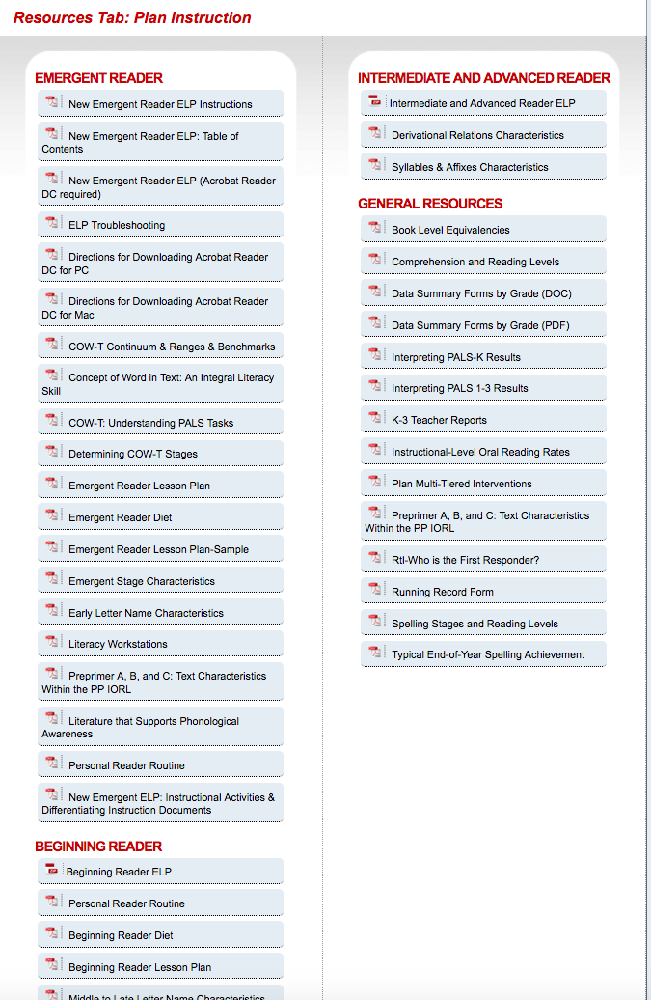 Resources Tab: Plan Instruction
EMERGENT READER
New Emergent Reader ELP Instructions
New Emergent Reader ELP: Table of
Contents
New Emergent Reader ELP (Acrobat Reader
DC required)
ELP Troubleshooting
Directions for Downloading Acrobat Reader
DC for PC
Directions for Downloading Acrobat Reader
DC for Mac
COW-T Continuum & Ranges & Benchmarks
Concept of Word in Text: An Integral Literacy
Skill
COW-T: Understanding PALS Tasks
Determining COW-T Stages
Emergent Reader Lesson Plan
Emergent Reader Diet
Emergent Reader Lesson Plan-Sample
Emergent Stage Characteristics
Early Letter Name Characteristics
Literacy Workstations
Preprimer A, B, and C: Text Characteristics
Within the PP IORL
Literature that Supports Phonological
Awareness
Personal Reader Routine
New Emergent ELP: Instructional Activities &
Differentiating Instruction Documents
BEGINNING READER
Beginning Reader ELP
Personal Reader Routine
Beginning Reader Diet
Beginning Reader Lesson Plan
Middle to Late Letter Name Characteristics
INTERMEDIATE AND ADVANCED READER
Intermediate and Advanced Reader ELP
Derivational Relations Characteristics
Syllables & Affixes Characteristics
GENERAL RESOURCES
Book Level Equivalencies
Comprehension and Reading Levels
Data Summary Forms by Grade (DOC)
Data Summary Forms by Grade (PDF)
Interpreting PALS-K Results
Interpreting PALS 1-3 Results
K-3 Teacher Reports
Instructional-Level Oral Reading Rates
Plan Multi-Tiered Interventions
Preprimer A, B, and C: Text Characteristics
Within the PP IORL
RtI-Who is the First Responder?
Running Record Form
Spelling Stages and Reading Levels
Typical End-of-Year Spelling Achievement